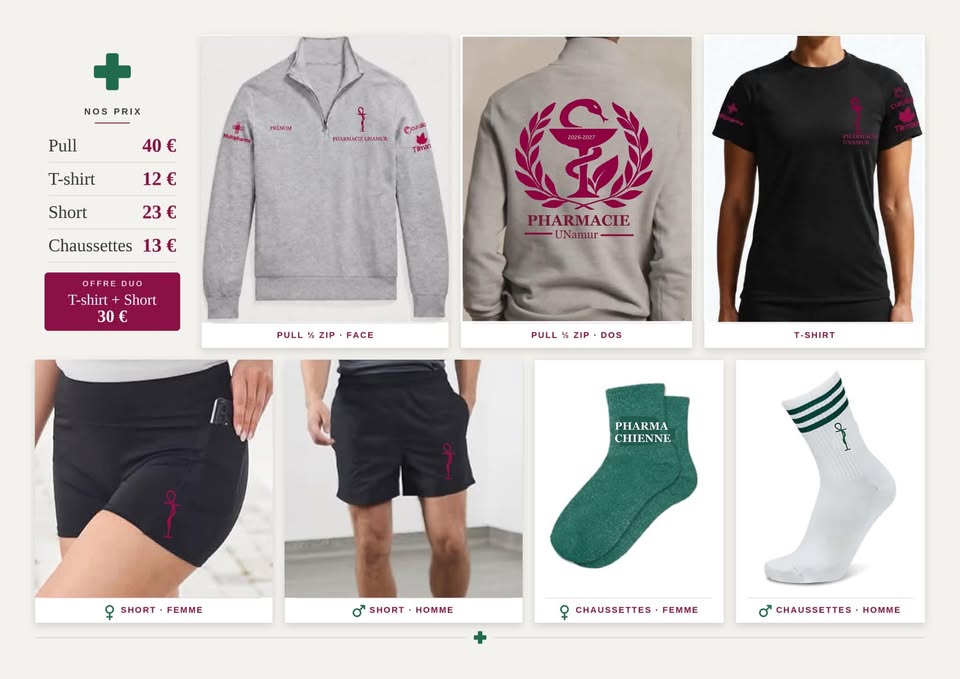 NOS PRIX
Pull 40 €
T-shirt 12 €
Short 23 €
Chaussettes 13 €
OFFRE DUO
T-shirt + Short
30 €
PRÉNOM
PHARMACIE UNAMUR
PULL ½ ZIP · FACE
2026-2027
PHARMACIE
UNamur
PULL ½ ZIP · DOS
PHARMACIE
UNAMUR
T-SHIRT
SHORT · FEMME
SHORT · HOMME
PHARMA
CHIENNE
CHAUSSETTES · FEMME
CHAUSSETTES · HOMME